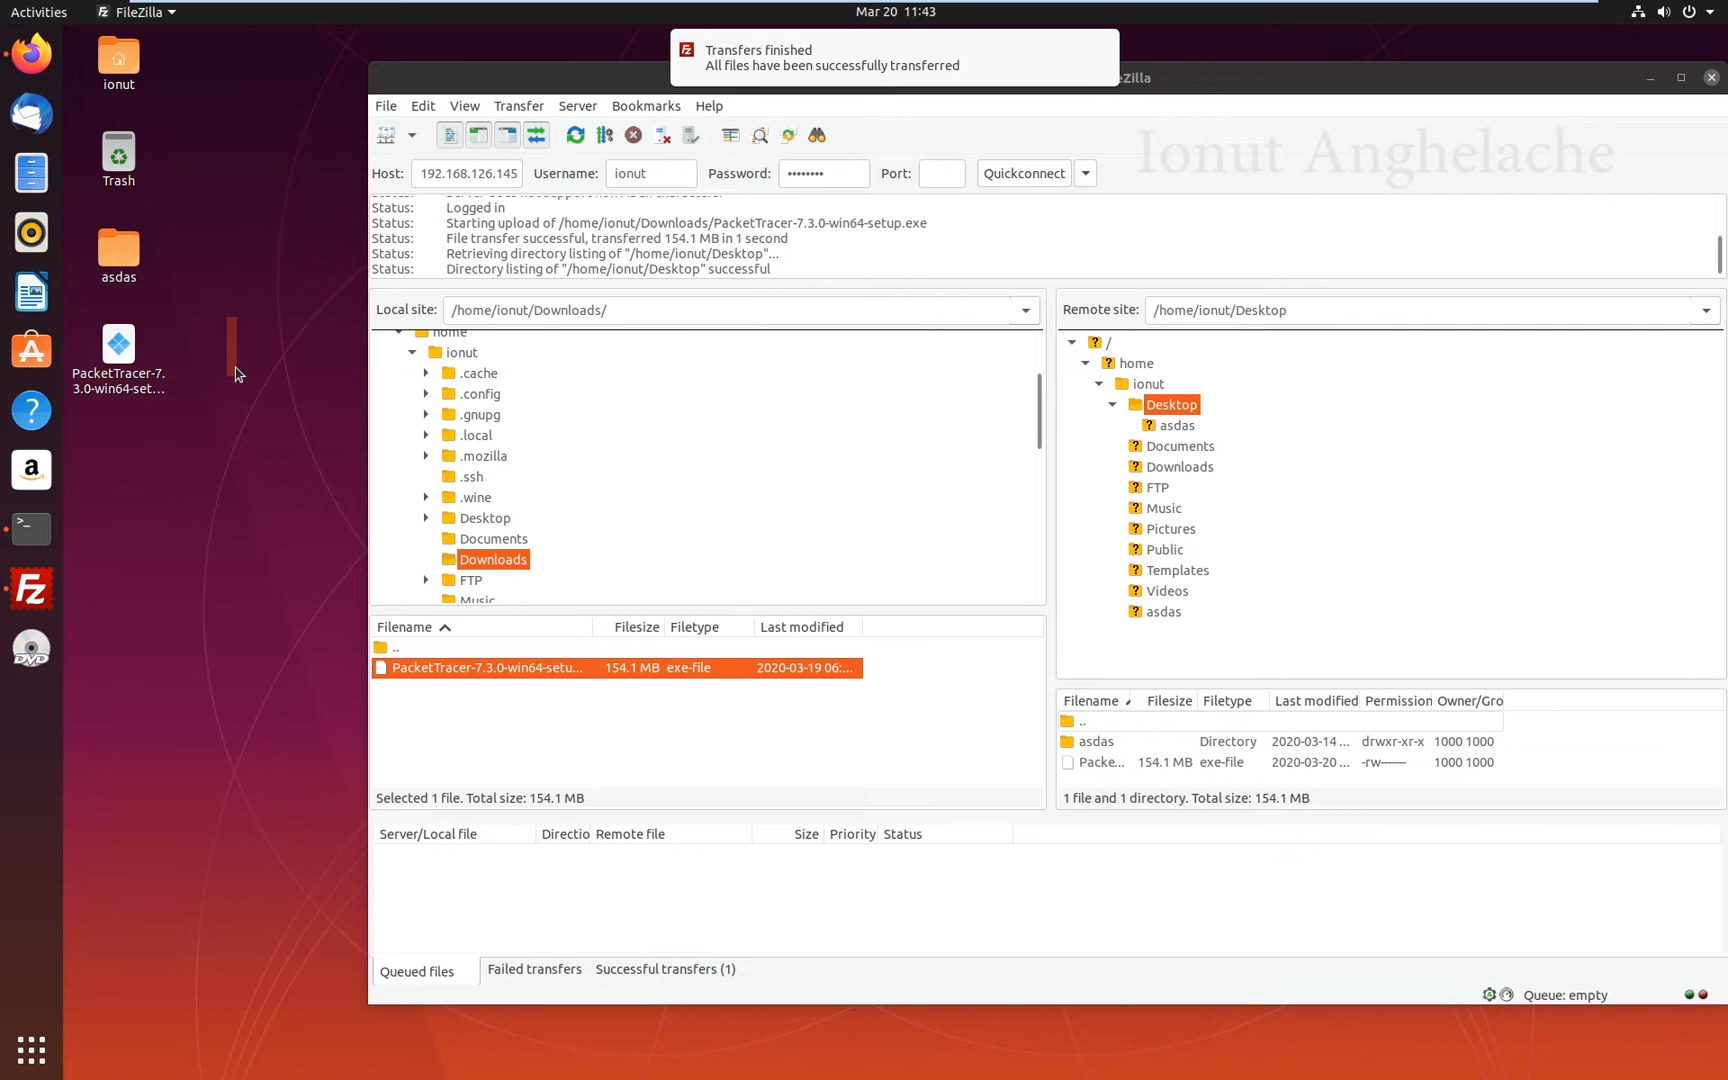 Activities FileZilla Mar 20 11:43
Transfers finished
All files have been successfully transferred
ionut
Trash
asdas
PacketTracer-7.
3.0-win64-set...
File Edit View Transfer Server Bookmarks Help
Ionut Anghelache
Host: 192.168.126.145 Username: ionut Password: •••••••• Port: Quickconnect
Status: Logged in
Status: Starting upload of /home/ionut/Downloads/PacketTracer-7.3.0-win64-setup.exe
Status: File transfer successful, transferred 154.1 MB in 1 second
Status: Retrieving directory listing of "/home/ionut/Desktop"...
Status: Directory listing of "/home/ionut/Desktop" successful
Local site: /home/ionut/Downloads/
home
ionut
.cache
.config
.gnupg
.local
.mozilla
.ssh
.wine
Desktop
Documents
Downloads
FTP
Music
Filename Filesize Filetype Last modified
..
PacketTracer-7.3.0-win64-setu... 154.1 MB exe-file 2020-03-19 06:...
Selected 1 file. Total size: 154.1 MB
Remote site: /home/ionut/Desktop
/
home
ionut
Desktop
asdas
Documents
Downloads
FTP
Music
Pictures
Public
Templates
Videos
asdas
Filename Filesize Filetype Last modified Permission Owner/Gro
..
asdas Directory 2020-03-14 ... drwxr-xr-x 1000 1000
Packe... 154.1 MB exe-file 2020-03-20 ... -rw------- 1000 1000
1 file and 1 directory. Total size: 154.1 MB
Server/Local file Directio Remote file Size Priority Status
Queued files Failed transfers Successful transfers (1)
Queue: empty